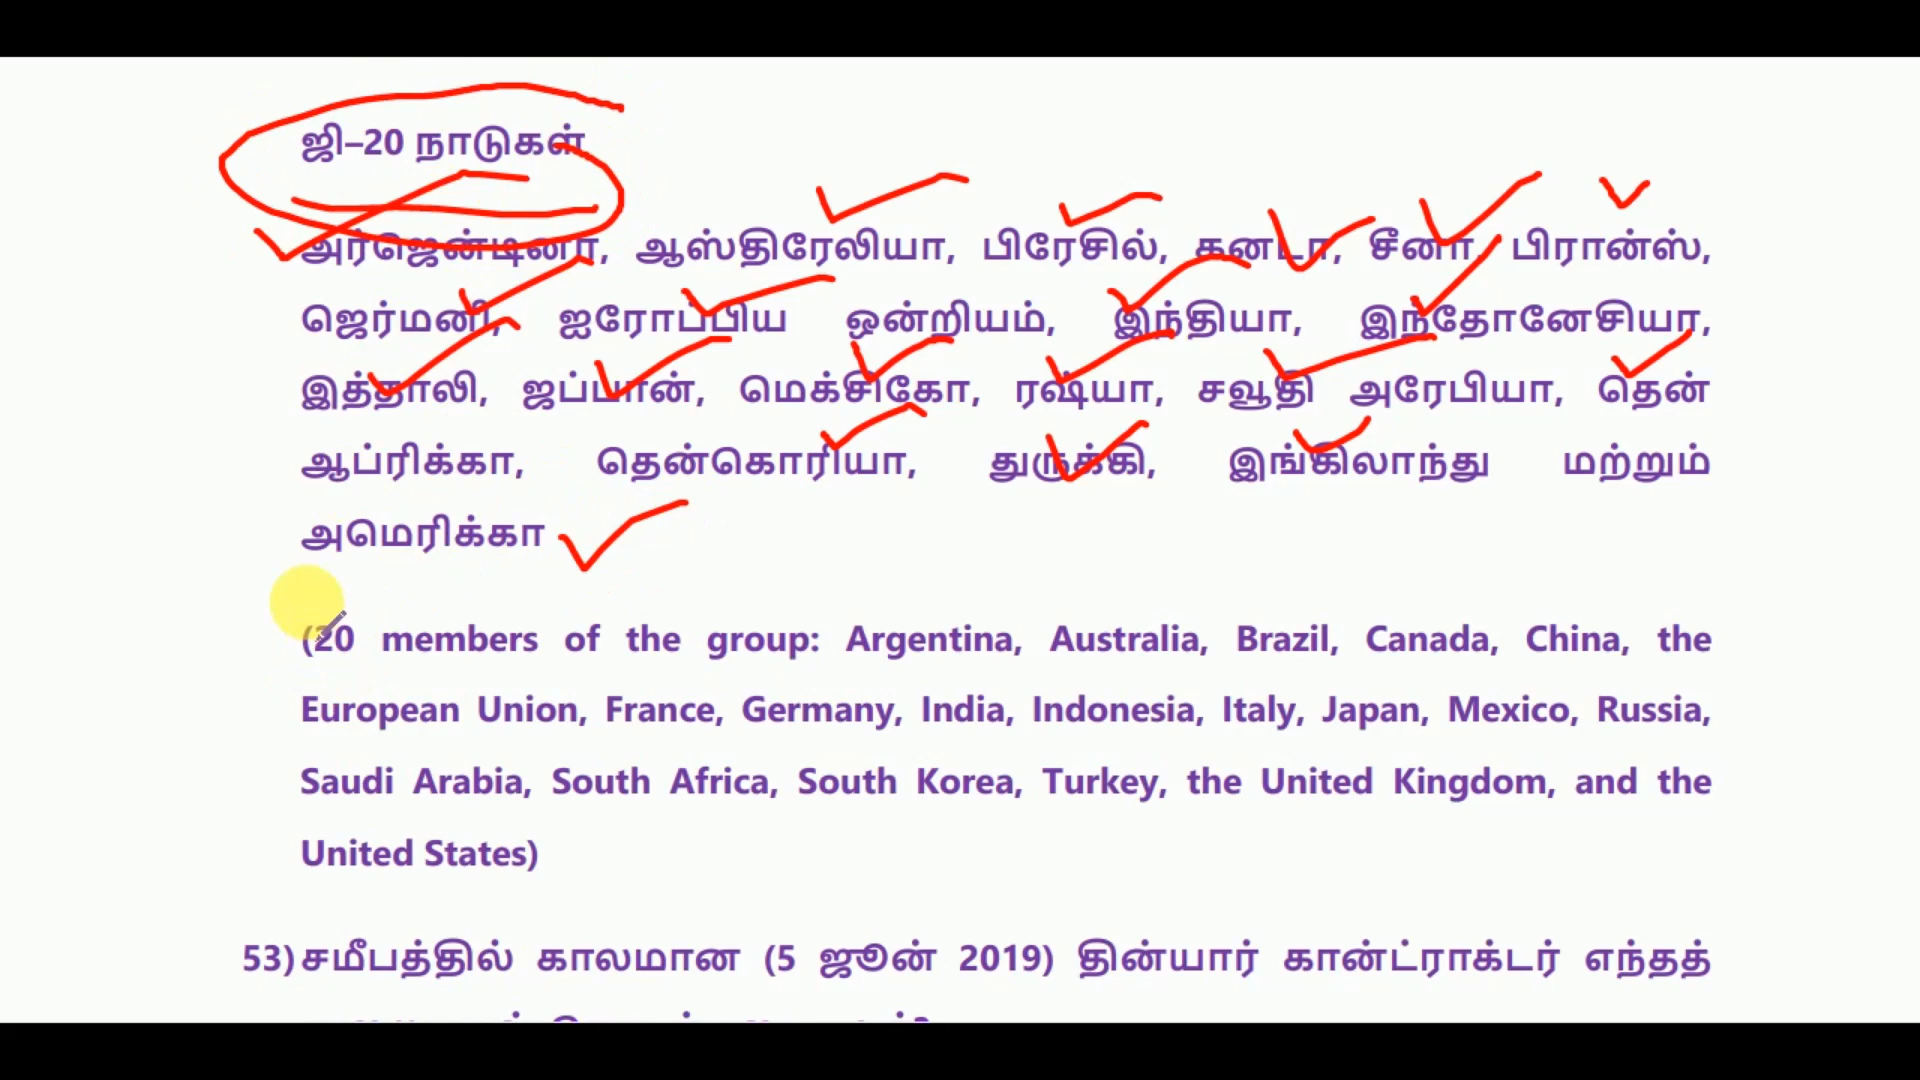 ஜி–20 நாடுகள்
அர்ஜென்டினா, ஆஸ்திரேலியா, பிரேசில், கனடா, சீனா, பிரான்ஸ்,
ஜெர்மனி, ஐரோப்பிய ஒன்றியம், இந்தியா, இந்தோனேசியா,
இத்தாலி, ஜப்பான், மெக்சிகோ, ரஷ்யா, சவூதி அரேபியா, தென்
ஆப்ரிக்கா, தென்கொரியா, துருக்கி, இங்கிலாந்து மற்றும்
அமெரிக்கா
(20 members of the group: Argentina, Australia, Brazil, Canada, China, the
European Union, France, Germany, India, Indonesia, Italy, Japan, Mexico, Russia,
Saudi Arabia, South Africa, South Korea, Turkey, the United Kingdom, and the
United States)
53) சமீபத்தில் காலமான (5 ஜூன் 2019) தின்யார் கான்ட்ராக்டர் எந்தத்